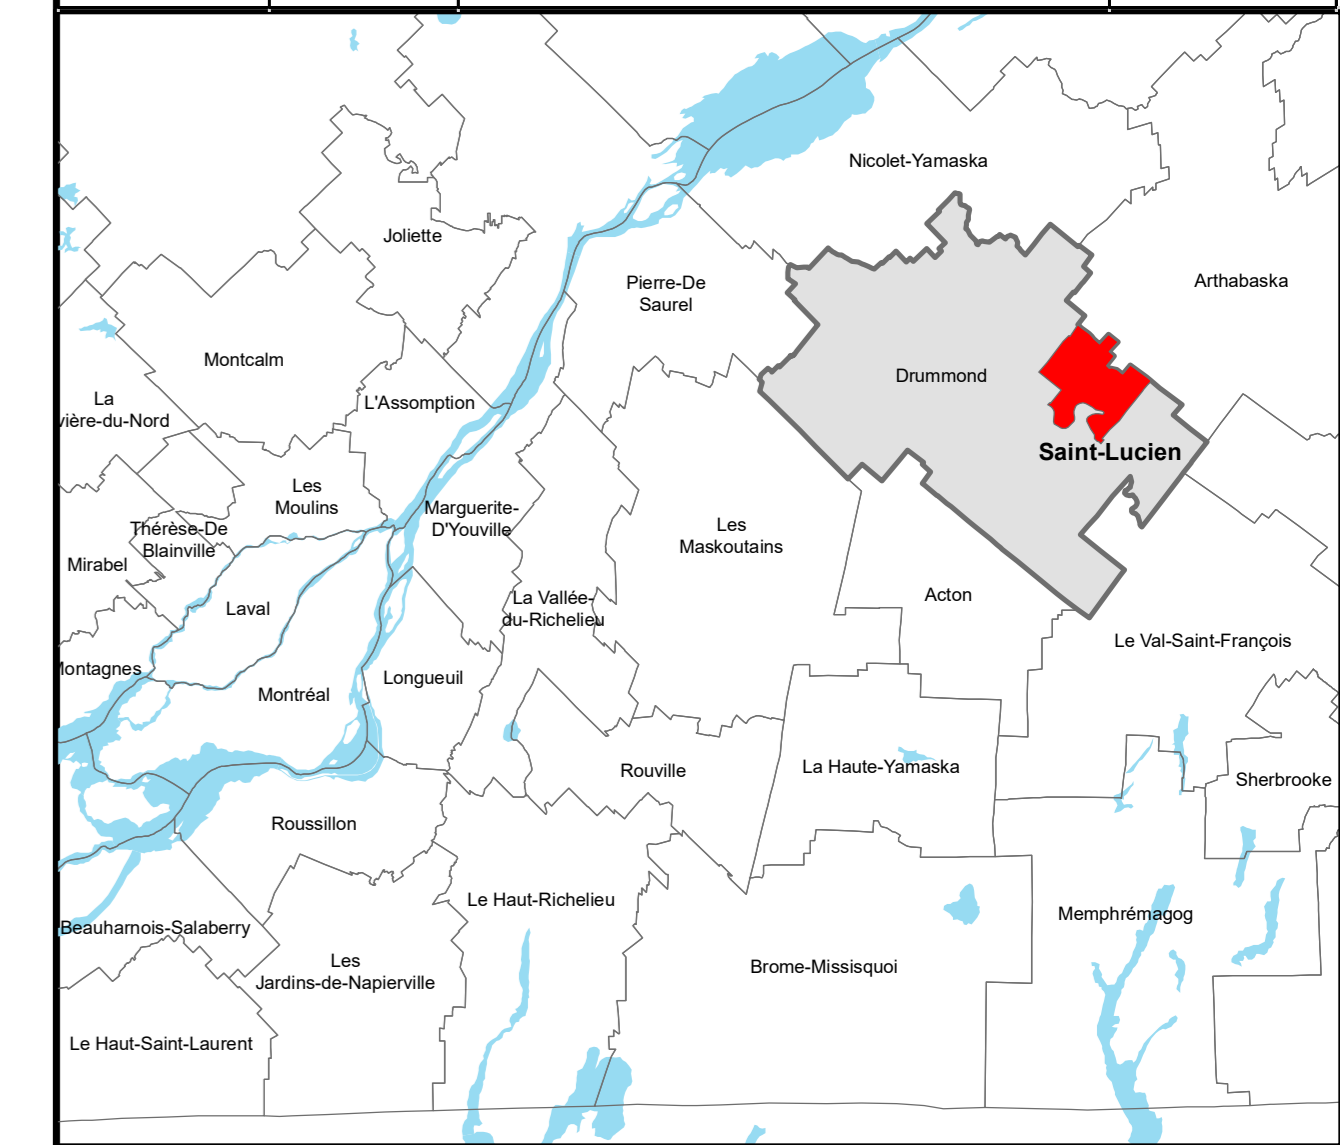 Nicolet-Yamaska
Joliette
Arthabaska
Pierre-De
Saurel
Montcalm
Drummond
La
vière-du-Nord
L'Assomption
Saint-Lucien
Les
Moulins
Marguerite-
D'Youville
Thérèse-De
Blainville
Les
Maskoutains
Mirabel
Laval
La Vallée-
du-Richelieu
Acton
Le Val-Saint-François
Montagnes
Longueuil
Montréal
Rouville
La Haute-Yamaska
Sherbrooke
Roussillon
Le Haut-Richelieu
Memphrémagog
Beauharnois-Salaberry
Les
Jardins-de-Napierville
Brome-Missisquoi
Le Haut-Saint-Laurent